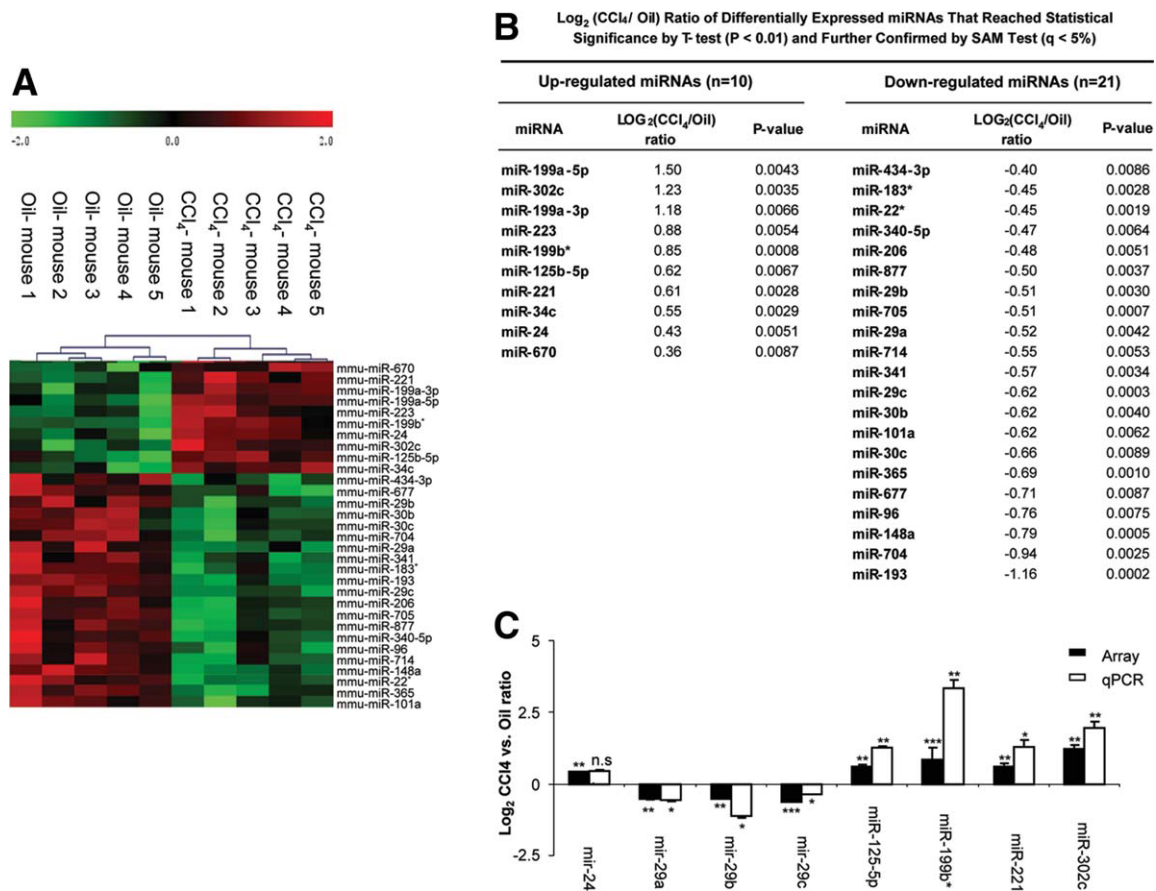 A
-2.0 0.0 2.0
Oil- mouse 1
Oil- mouse 2
Oil- mouse 3
Oil- mouse 4
Oil- mouse 5
CCl4- mouse 1
CCl4- mouse 2
CCl4- mouse 3
CCl4- mouse 4
CCl4- mouse 5
mmu-miR-670
mmu-miR-221
mmu-miR-199a-3p
mmu-miR-199a-5p
mmu-miR-223
mmu-miR-199b*
mmu-miR-24
mmu-miR-302c
mmu-miR-125b-5p
mmu-miR-34c
mmu-miR-434-3p
mmu-miR-677
mmu-miR-29b
mmu-miR-30b
mmu-miR-30c
mmu-miR-704
mmu-miR-29a
mmu-miR-341
mmu-miR-183*
mmu-miR-193
mmu-miR-29c
mmu-miR-206
mmu-miR-705
mmu-miR-877
mmu-miR-340-5p
mmu-miR-96
mmu-miR-714
mmu-miR-148a
mmu-miR-22*
mmu-miR-365
mmu-miR-101a
B
Log2 (CCl4/ Oil) Ratio of Differentially Expressed miRNAs That Reached Statistical
Significance by T-test (P < 0.01) and Further Confirmed by SAM Test (q < 5%)
Up-regulated miRNAs (n=10) Down-regulated miRNAs (n=21)
miRNA LOG2(CCl4/Oil) ratio P-value miRNA LOG2(CCl4/Oil) ratio P-value
miR-199a-5p 1.50 0.0043 miR-434-3p -0.40 0.0086
miR-302c 1.23 0.0035 miR-183* -0.45 0.0028
miR-199a-3p 1.18 0.0066 miR-22* -0.45 0.0019
miR-223 0.88 0.0054 miR-340-5p -0.47 0.0064
miR-199b* 0.85 0.0008 miR-206 -0.48 0.0051
miR-125b-5p 0.62 0.0067 miR-877 -0.50 0.0037
miR-221 0.61 0.0028 miR-29b -0.51 0.0030
miR-34c 0.55 0.0029 miR-705 -0.51 0.0007
miR-24 0.43 0.0051 miR-29a -0.52 0.0042
miR-670 0.36 0.0087 miR-714 -0.55 0.0053
miR-341 -0.57 0.0034
miR-29c -0.62 0.0003
miR-30b -0.62 0.0040
miR-101a -0.62 0.0062
miR-30c -0.66 0.0089
miR-365 -0.69 0.0010
miR-677 -0.71 0.0087
miR-96 -0.76 0.0075
miR-148a -0.79 0.0005
miR-704 -0.94 0.0025
miR-193 -1.16 0.0002
C
Log2 CCl4 vs. Oil ratio
5
2.5
0
-2.5
Array
qPCR
** n.s
** *
** *
*** *
** **
*** **
** *
** **
mir-24
mir-29a
mir-29b
mir-29c
miR-125-5p
miR-199b*
miR-221
miR-302c